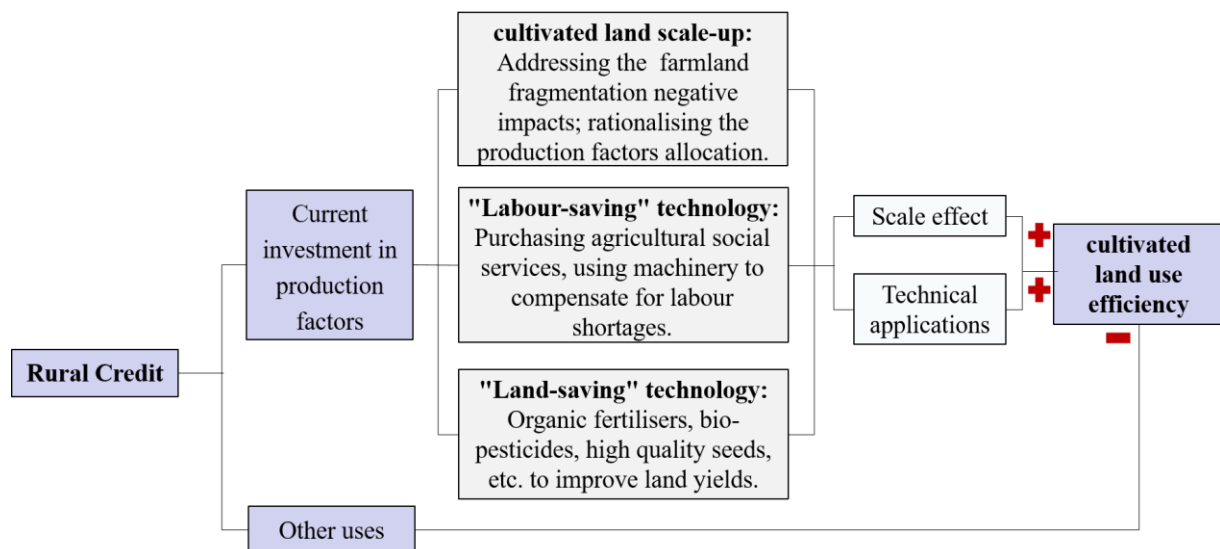 cultivated land scale-up:
Addressing the farmland
fragmentation negative
impacts; rationalising the
production factors allocation.
Current
investment in
production
factors
"Labour-saving" technology:
Purchasing agricultural social
services, using machinery to
compensate for labour
shortages.
Scale effect
Technical
applications
cultivated
land use
efficiency
Rural Credit
"Land-saving" technology:
Organic fertilisers, bio-
pesticides, high quality seeds,
etc. to improve land yields.
Other uses